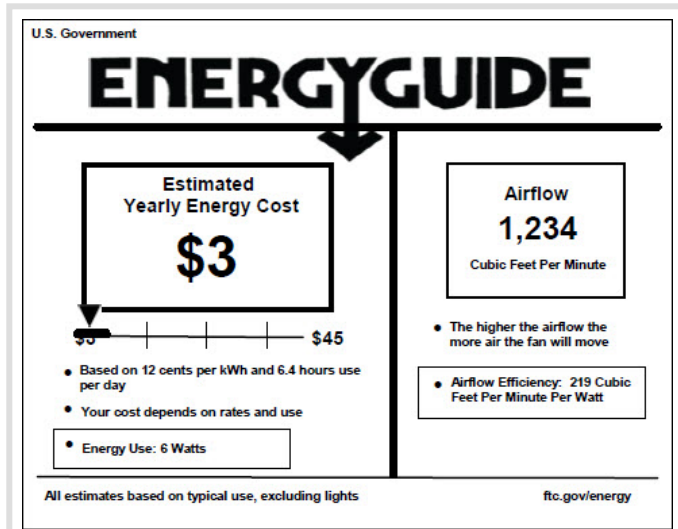 U.S. Government
ENERGYGUIDE
Estimated
Yearly Energy Cost
$3
$3
$45
• Based on 12 cents per kWh and 6.4 hours use
per day
• Your cost depends on rates and use
• Energy Use: 6 Watts
Airflow
1,234
Cubic Feet Per Minute
• The higher the airflow the
more air the fan will move
• Airflow Efficiency: 219 Cubic
Feet Per Minute Per Watt
All estimates based on typical use, excluding lights
ftc.gov/energy